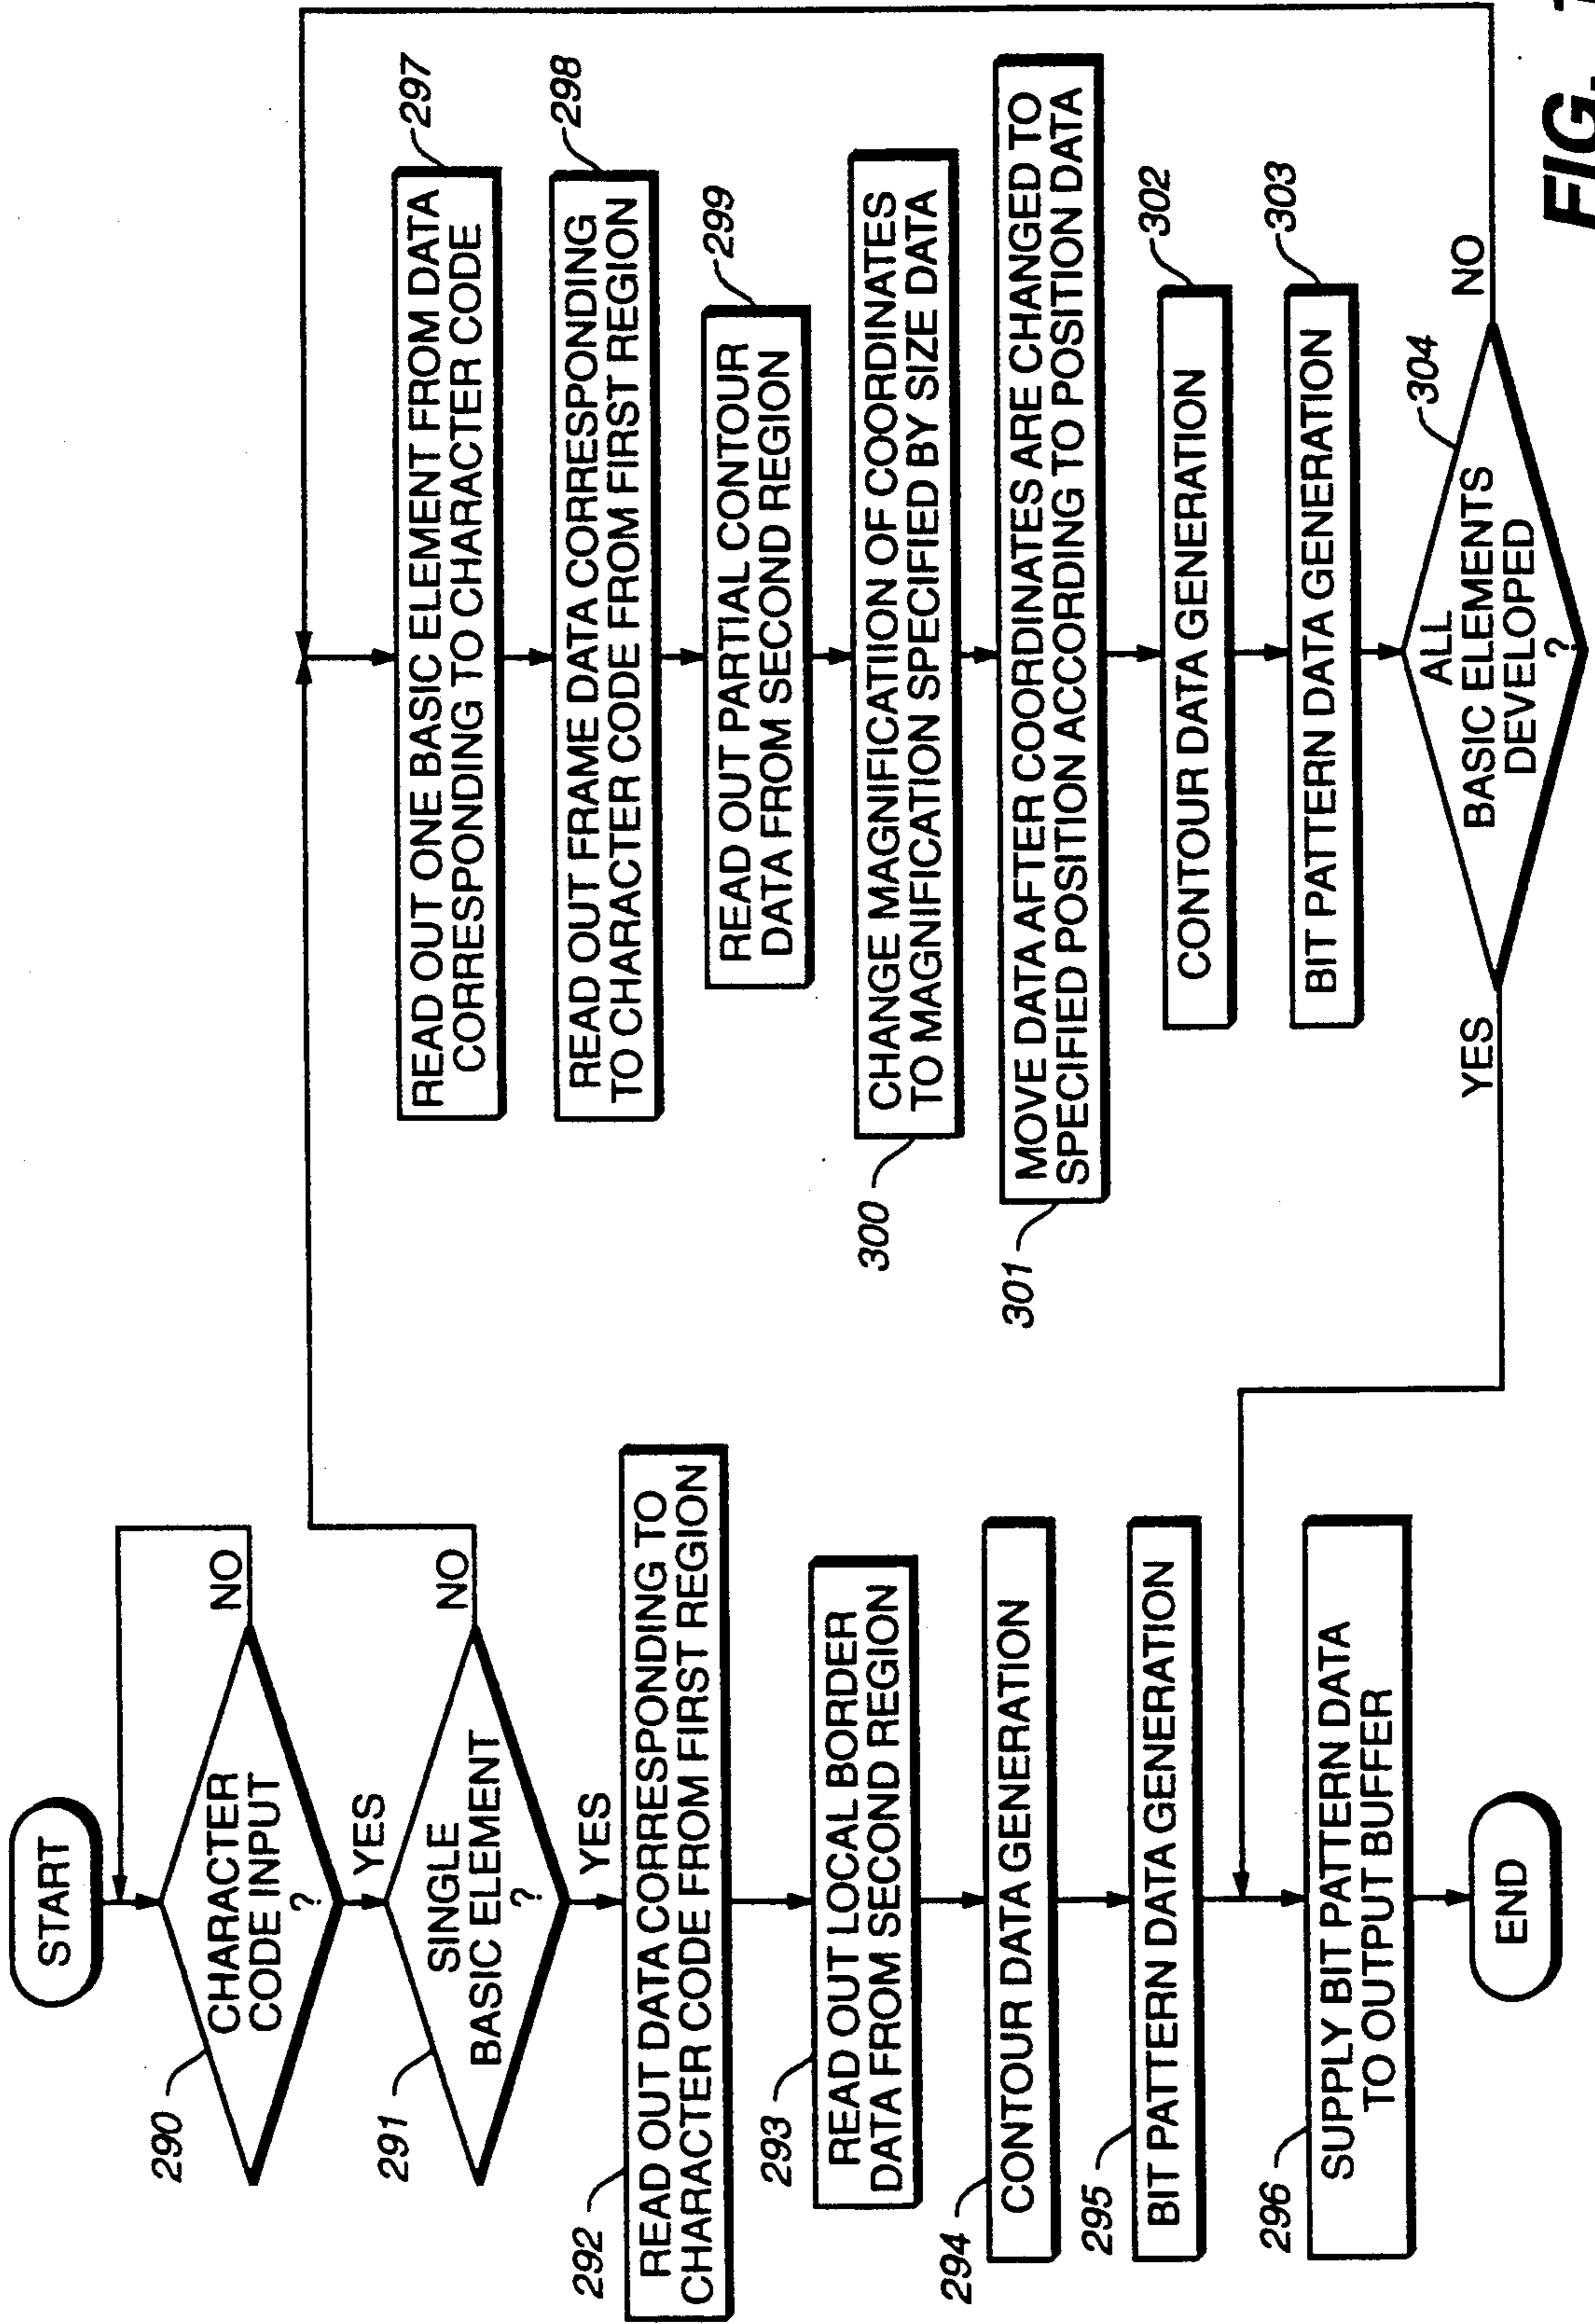 START
CHARACTER
CODE INPUT
?
290
NO
YES
SINGLE
BASIC ELEMENT
?
291
NO
YES
292
READ OUT DATA CORRESPONDING TO
CHARACTER CODE FROM FIRST REGION
293
READ OUT LOCAL BORDER
DATA FROM SECOND REGION
294
CONTOUR DATA GENERATION
295
BIT PATTERN DATA GENERATION
296
SUPPLY BIT PATTERN DATA
TO OUTPUT BUFFER
END
297
READ OUT ONE BASIC ELEMENT FROM DATA
CORRESPONDING TO CHARACTER CODE
298
READ OUT FRAME DATA CORRESPONDING
TO CHARACTER CODE FROM FIRST REGION
299
READ OUT PARTIAL CONTOUR
DATA FROM SECOND REGION
300
CHANGE MAGNIFICATIION OF COORDINATES
TO MAGNIFICATION SPECIFIED BY SIZE DATA
301
MOVE DATA AFTER COORDINATES ARE CHANGED TO
SPECIFIED POSITION ACCORDING TO POSITION DATA
302
CONTOUR DATA GENERATION
303
BIT PATTERN DATA GENERATION
304
ALL
BASIC ELEMENTS
DEVELOPED
?
YES
NO
FIG.